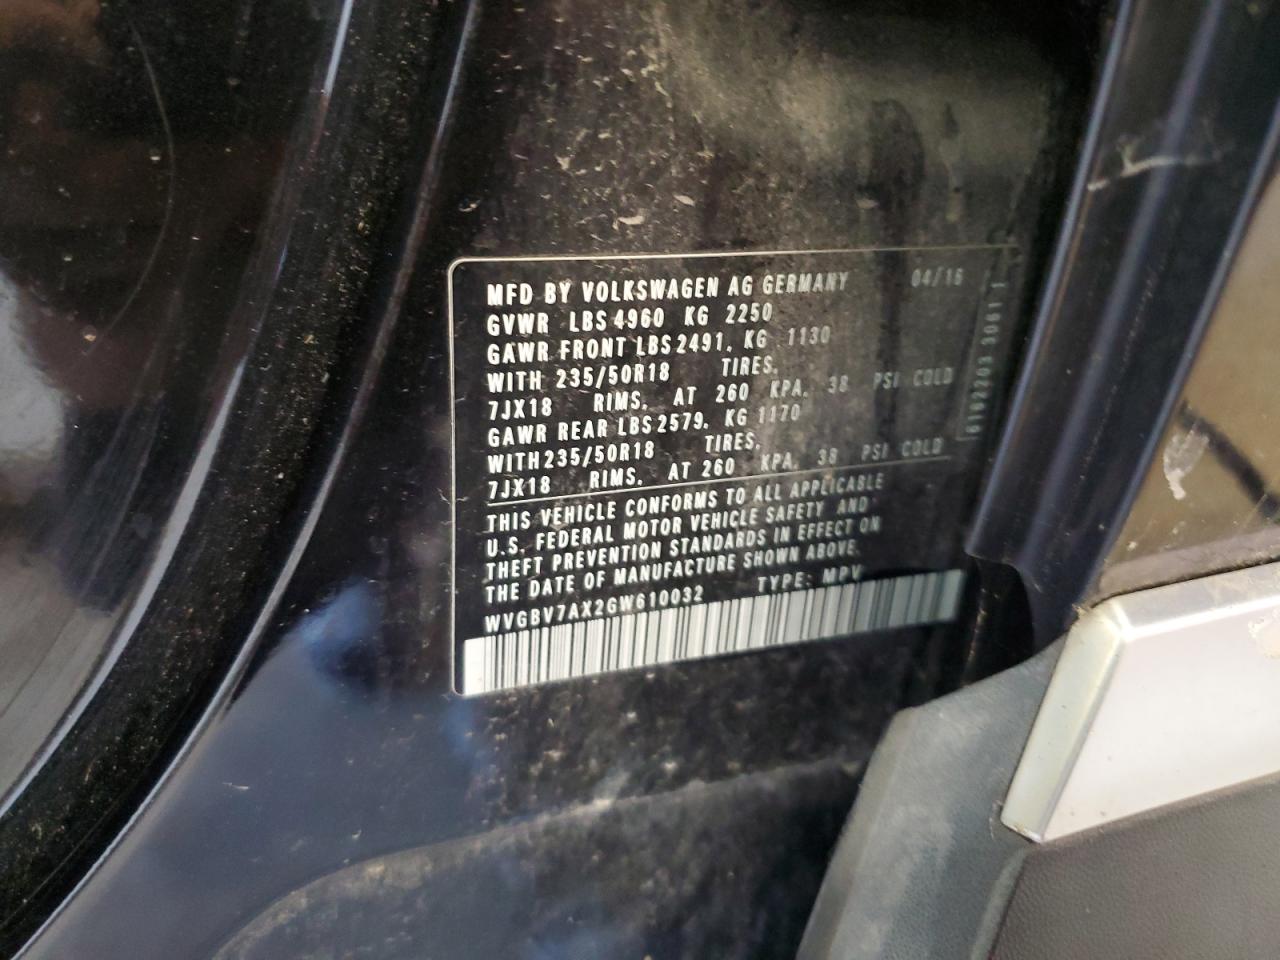 MFD BY VOLKSWAGEN AG GERMANY 04/16
GVWR LBS 4960 KG 2250
GAWR FRONT LBS 2491, KG 1130
WITH 235/50R18 TIRES,
7JX18 RIMS, AT 260 KPA, 38 PSI COLD
GAWR REAR LBS 2579, KG 1170
WITH 235/50R18 TIRES,
7JX18 RIMS, AT 260 KPA, 38 PSI COLD
THIS VEHICLE CONFORMS TO ALL APPLICABLE
U.S. FEDERAL MOTOR VEHICLE SAFETY AND
THEFT PREVENTION STANDARDS IN EFFECT ON
THE DATE OF MANUFACTURE SHOWN ABOVE.
WVGBV7AX2GW610032 TYPE: MPV